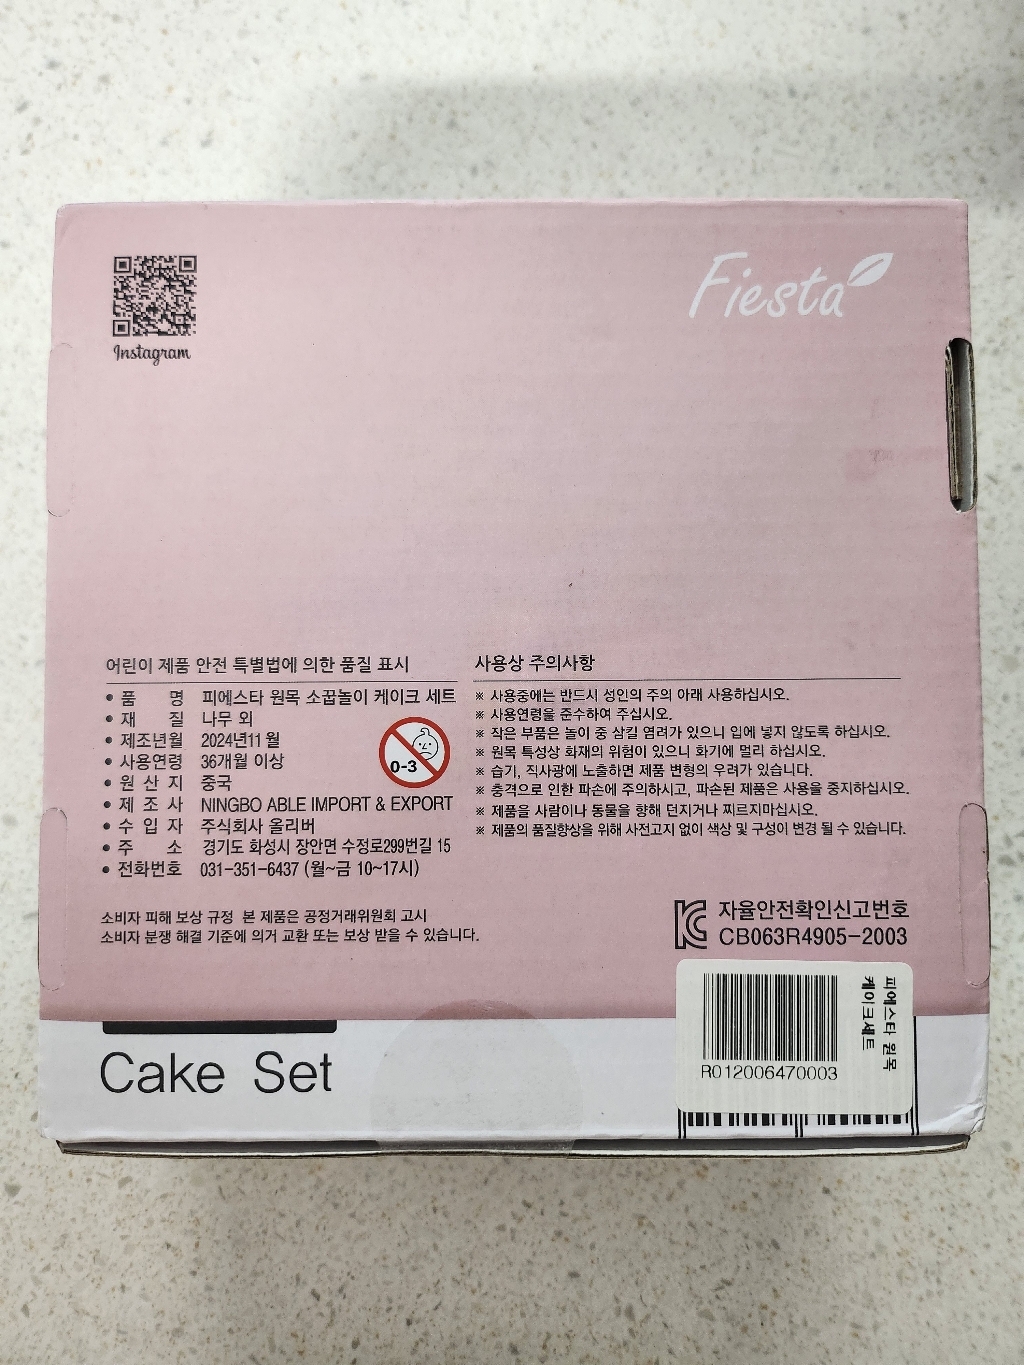 Fiesta
Instagram
어린이 제품 안전 특별법에 의한 품질 표시
• 품 명 피에스타 원목 소꿉놀이 케이크 세트
• 재 질 나무 외
• 제조년월 2024년11월
• 사용연령 36개월 이상
• 원 산 지 중국
• 제 조 사 NINGBO ABLE IMPORT & EXPORT
• 수 입 자 주식회사 올리버
• 주 소 경기도 화성시 장안면 수정로299번길 15
• 전화번호 031-351-6437 (월~금 10~17시)
0-3
사용상 주의사항
※ 사용중에는 반드시 성인의 주의 아래 사용하십시오.
※ 사용연령을 준수하여 주십시오.
※ 작은 부품은 놀이 중 삼킬 염려가 있으니 입에 넣지 않도록 하십시오.
※ 원목 특성상 화재의 위험이 있으니 화기에 멀리 하십시오.
※ 습기, 직사광에 노출하면 제품 변형의 우려가 있습니다.
※ 충격으로 인한 파손에 주의하시고, 파손된 제품은 사용을 중지하십시오.
※ 제품을 사람이나 동물을 향해 던지거나 찌르지마십시오.
※ 제품의 품질향상을 위해 사전고지 없이 색상 및 구성이 변경 될 수 있습니다.
소비자 피해 보상 규정 본 제품은 공정거래위원회 고시
소비자 분쟁 해결 기준에 의거 교환 또는 보상 받을 수 있습니다.
자율안전확인신고번호
CB063R4905-2003
피에스타 원목
케이크세트
R012006470003
Cake Set